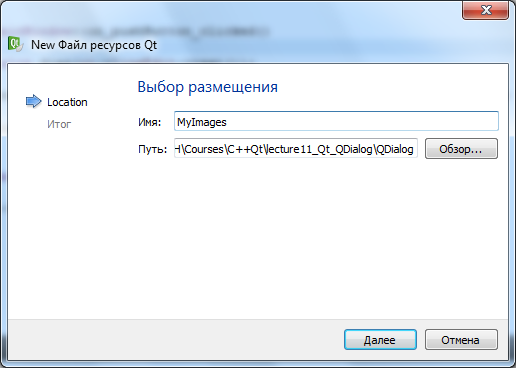 New Файл ресурсов Qt
Выбор размещения
Location
Итог
Имя: MyImages
Путь: H\Courses\C++Qt\lecture11_Qt_QDialog\QDialog Обзор...
Далее Отмена